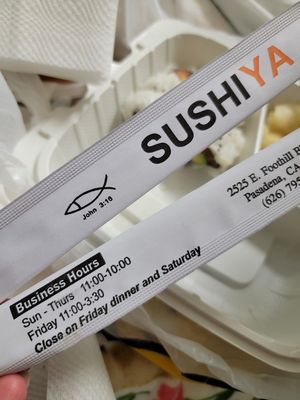 SUSHIYA
John 3:16
2525 E. Foothill
Pasadena, CA
(626) 795
Business Hours
Sun - Thurs 11:00-10:00
Friday 11:00-3:30
Close on Friday dinner and Saturday